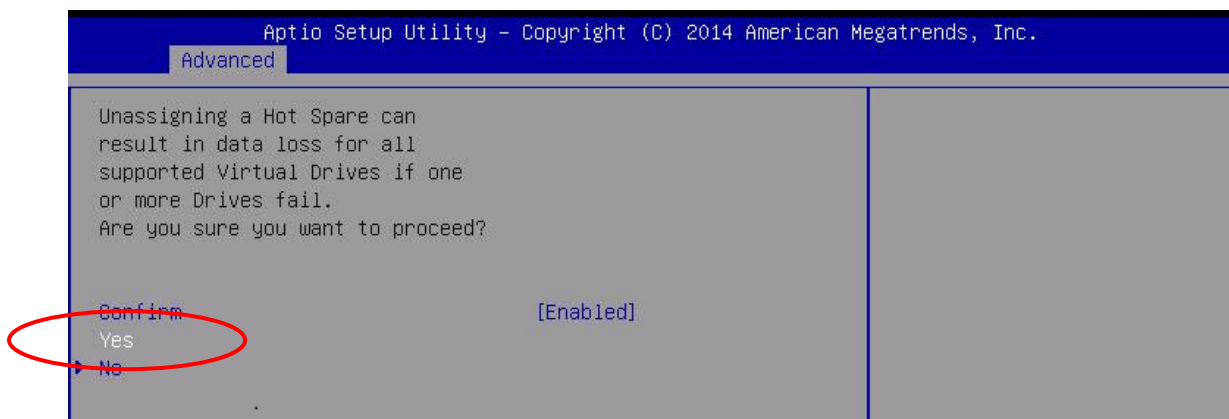 Aptio Setup Utility – Copyright (C) 2014 American Megatrends, Inc.
Advanced
Unassigning a Hot Spare can
result in data loss for all
supported Virtual Drives if one
or more Drives fail.
Are you sure you want to proceed?
Confirm [Enabled]
Yes
No